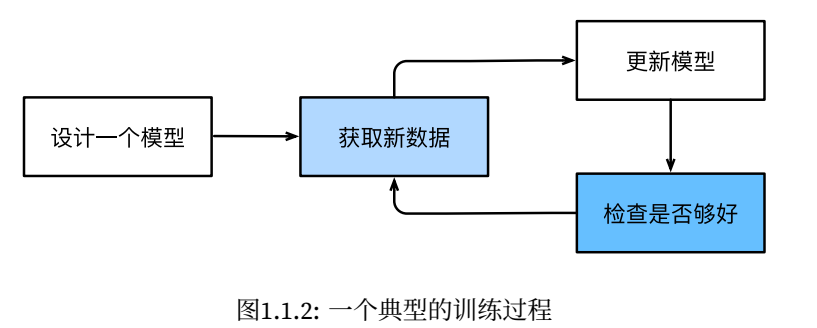 设计一个模型
获取新数据
更新模型
检查是否够好
图1.1.2: 一个典型的训练过程